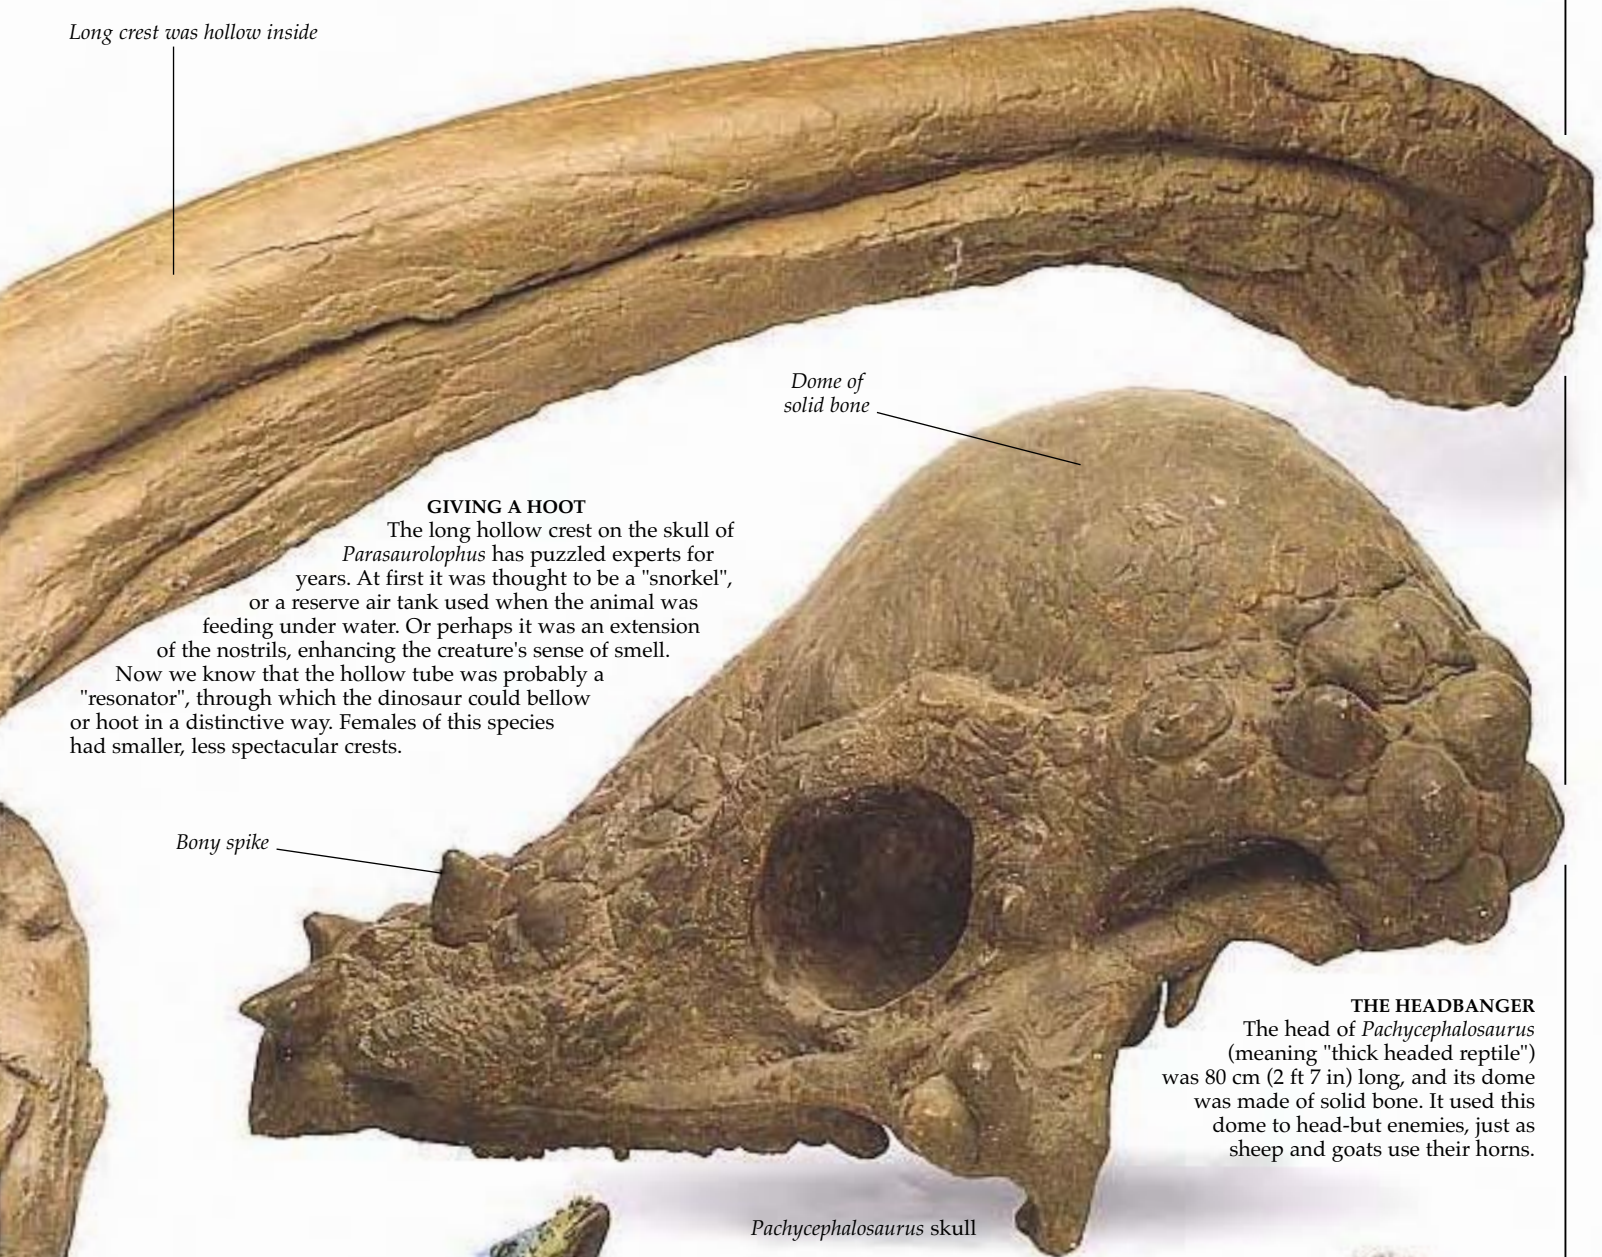 Long crest was hollow inside
Dome of
solid bone
GIVING A HOOT
The long hollow crest on the skull of
Parasaurolophus has puzzled experts for
years. At first it was thought to be a "snorkel",
or a reserve air tank used when the animal was
feeding under water. Or perhaps it was an extension
of the nostrils, enhancing the creature's sense of smell.
Now we know that the hollow tube was probably a
"resonator", through which the dinosaur could bellow
or hoot in a distinctive way. Females of this species
had smaller, less spectacular crests.
Bony spike
THE HEADBANGER
The head of Pachycephalosaurus
(meaning "thick headed reptile")
was 80 cm (2 ft 7 in) long, and its dome
was made of solid bone. It used this
dome to head-but enemies, just as
sheep and goats use their horns.
Pachycephalosaurus skull